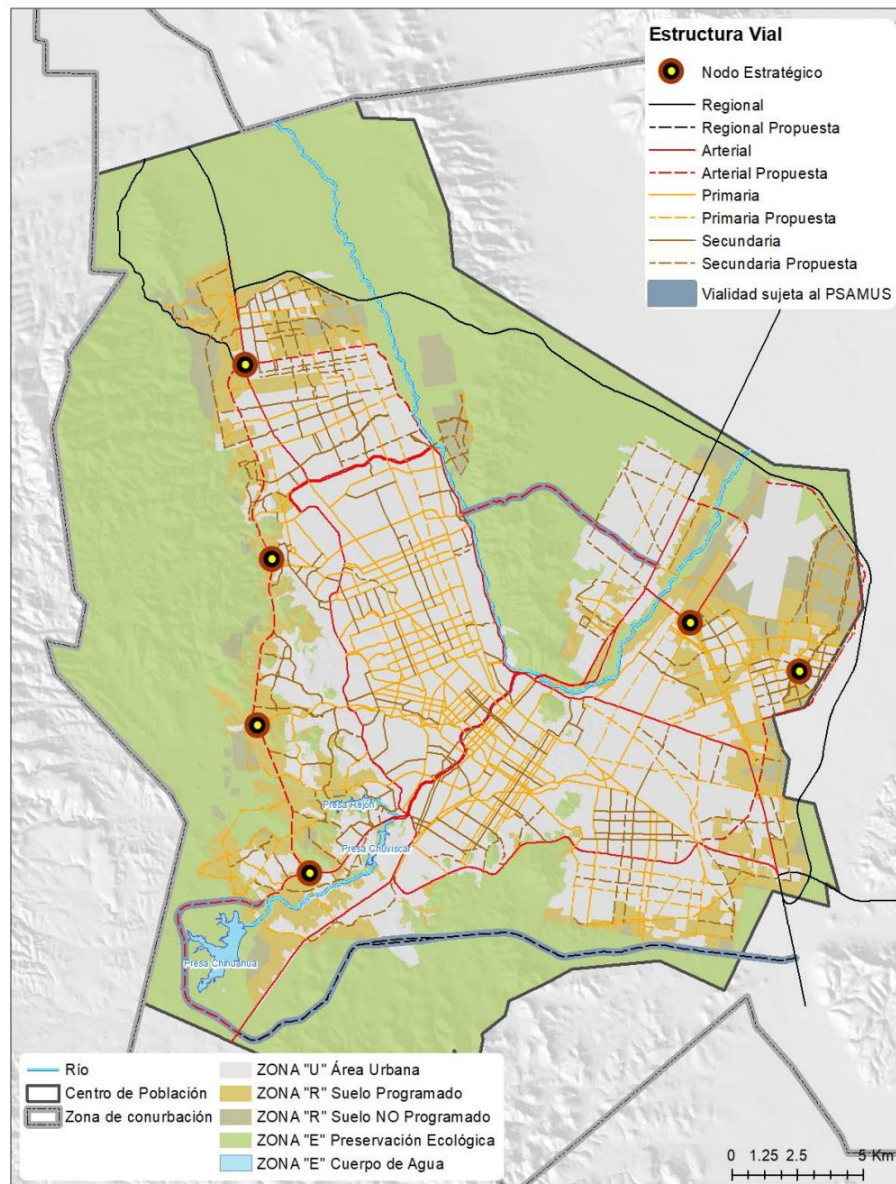 Estructura Vial
Nodo Estratégico
Regional
Regional Propuesta
Arterial
Arterial Propuesta
Primaria
Primaria Propuesta
Secundaria
Secundaria Propuesta
Vialidad sujeta al PSAMUS
Presa Rejón
Presa Chuviscar
Presa Chihuahua
Río
Centro de Población
Zona de conurbación
ZONA "U" Área Urbana
ZONA "R" Suelo Programado
ZONA "R" Suelo NO Programado
ZONA "E" Preservación Ecológica
ZONA "E" Cuerpo de Agua
0 1.25 2.5 5 Km